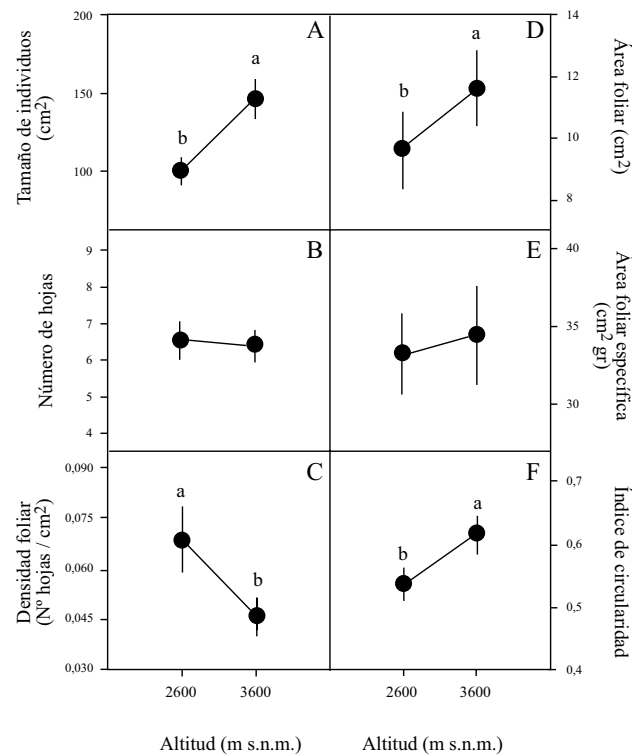 A
Tamaño de individuos
(cm2)
200
150
100
b
a
D
Área foliar (cm2)
14
12
10
8
b
a
B
Número de hojas
9
8
7
6
5
4
E
Área foliar específica
(cm2 gr)
40
35
30
C
Densidad foliar
(Nº hojas / cm2)
0,090
0,075
0,060
0,045
0,030
a
b
F
Índice de circularidad
0,7
0,6
0,5
0,4
b
a
2600 3600
2600 3600
Altitud (m s.n.m.)
Altitud (m s.n.m.)